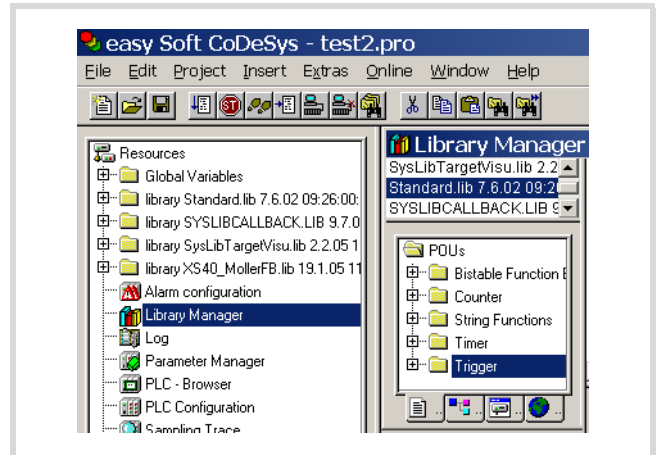 easy Soft CoDeSys - test2.pro
File Edit Project Insert Extras Online Window Help
Resources
Global Variables
library Standard.lib 7.6.02 09:26:00:
library SYSLIBCALLBACK.LIB 9.7.0
library SysLibTargetVisu.lib 2.2.05 1
library XS40_MollerFB.lib 19.1.05 11
Alarm configuration
Library Manager
Log
Parameter Manager
PLC - Browser
PLC Configuration
Sampling Trace
Library Manager
SysLibTargetVisu.lib 2.2
Standard.lib 7.6.02 09:2
SYSLIBCALLBACK.LIB 9
POUs
Bistable Function B
Counter
String Functions
Timer
Trigger